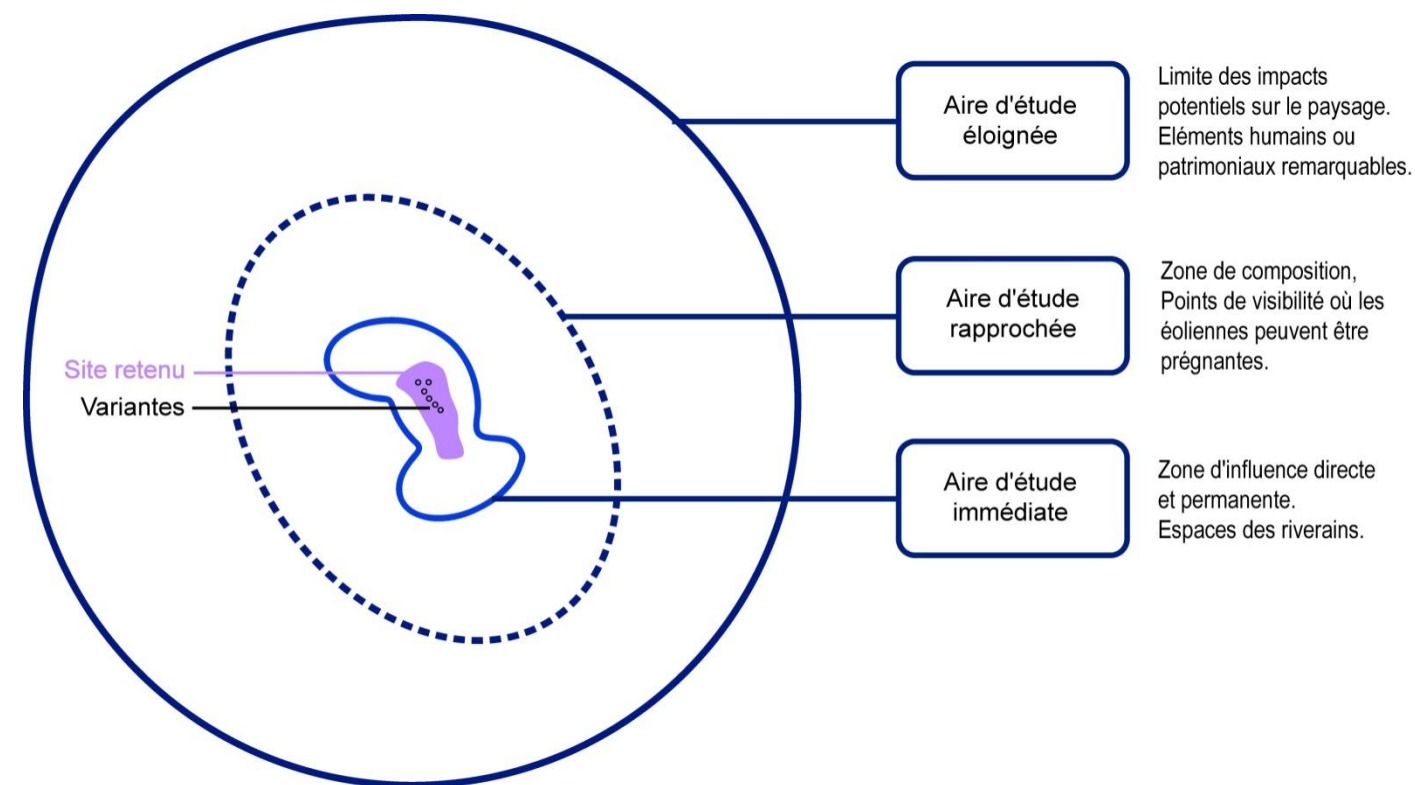 Aire d'étude
éloignée
Limite des impacts
potentiels sur le paysage.
Eléments humains ou
patrimoniaux remarquables.
Aire d'étude
rapprochée
Zone de composition,
Points de visibilité où les
éoliennes peuvent être
prégnantes.
Site retenu
Variantes
Aire d'étude
immédiate
Zone d'influence directe
et permanente.
Espaces des riverains.